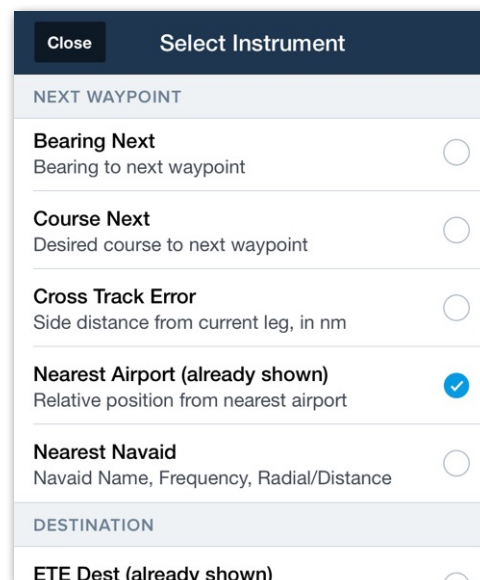 Close
Select Instrument
NEXT WAYPOINT
Bearing Next
Bearing to next waypoint
Course Next
Desired course to next waypoint
Cross Track Error
Side distance from current leg, in nm
Nearest Airport (already shown)
Relative position from nearest airport
Nearest Navaid
Navaid Name, Frequency, Radial/Distance
DESTINATION
ETE Dest (already shown)